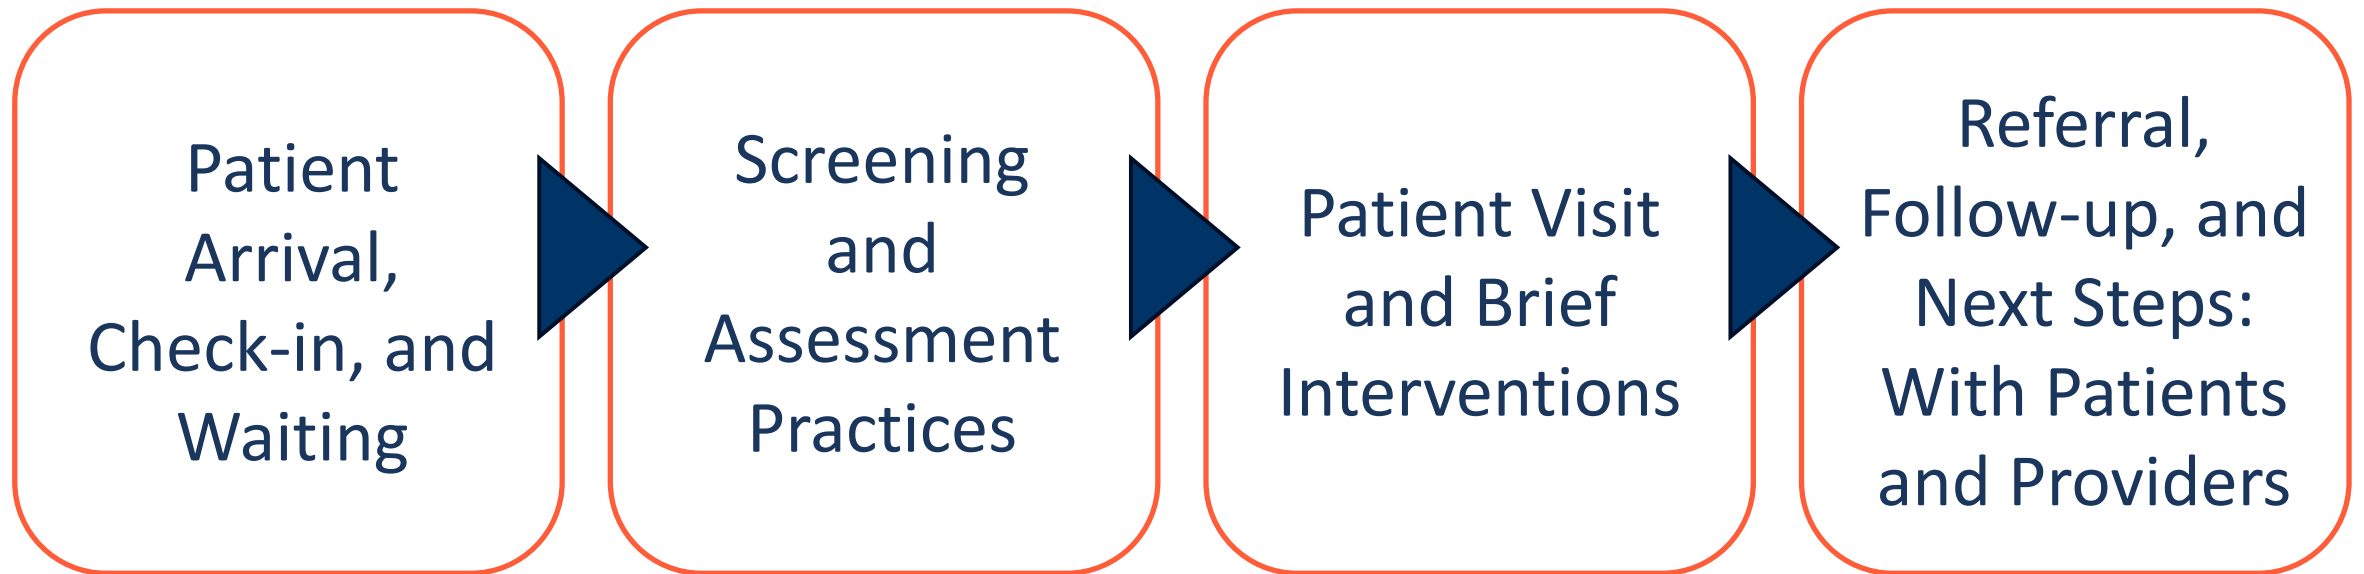 Patient
Arrival,
Check-in, and
Waiting
Screening
and
Assessment
Practices
Patient Visit
and Brief
Interventions
Referral,
Follow-up, and
Next Steps:
With Patients
and Providers